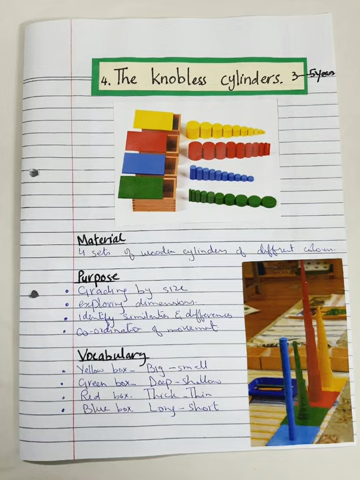 4. The knobless cylinders. 3-5years
Material
4 sets of wooden cylinders of different colours
Purpose
• Grading by size
• exploring dimensions
• identify similarities & differences
• Co-ordination of movement
Vocabulary
• Yellow box - Big - small
• Green box - Deep - shallow
• Red box. Thick - Thin
• Blue box Long - short